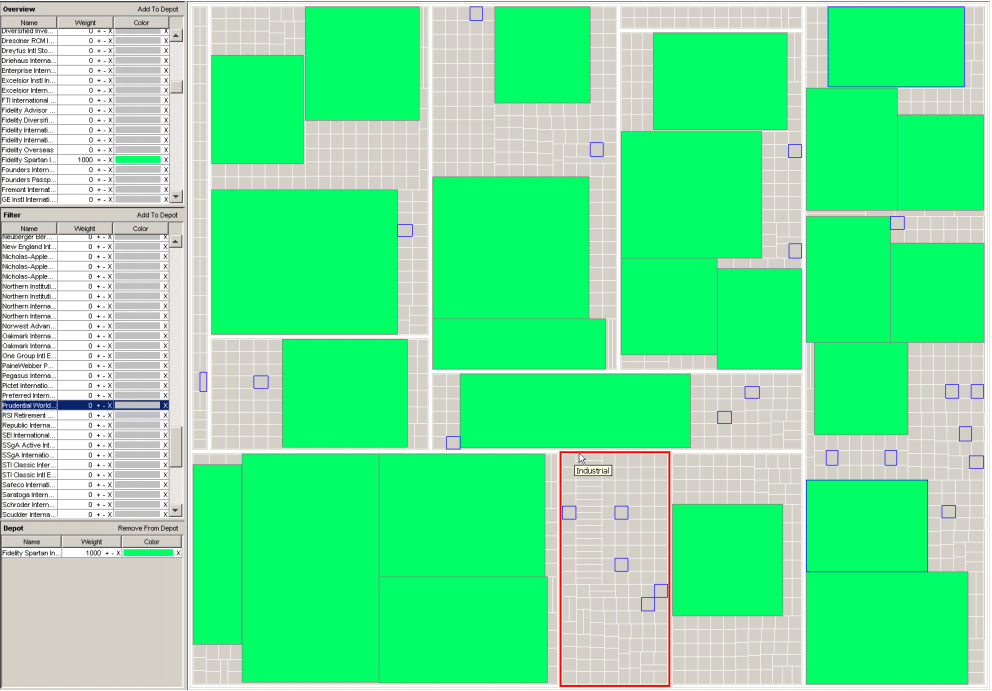 Overview Add To Depot
Name Weight Color
Diversified Inve... 0 + - X X
Dresdner RCM I... 0 + - X X
Dreyfus Intl Sto... 0 + - X X
Driehaus Interna... 0 + - X X
Enterprise Intern... 0 + - X X
Excelsior Instl In... 0 + - X X
Excelsior Intern... 0 + - X X
FTI International ... 0 + - X X
Fidelity Advisor ... 0 + - X X
Fidelity Diversifi... 0 + - X X
Fidelity Internati... 0 + - X X
Fidelity Internati... 0 + - X X
Fidelity Overseas 0 + - X X
Fidelity Spartan I... 1000 + - X X
Founders Intern... 0 + - X X
Founders Passp... 0 + - X X
Fremont Internat... 0 + - X X
GE Instl Internati... 0 + - X X
Filter Add To Depot
Name Weight Color
Neuberger Ber... 0 + - X X
New England Int... 0 + - X X
Nicholas-Apple... 0 + - X X
Nicholas-Apple... 0 + - X X
Nicholas-Apple... 0 + - X X
Northern Instituti... 0 + - X X
Northern Instituti... 0 + - X X
Northern Interna... 0 + - X X
Northern Interna... 0 + - X X
Norwest Advan... 0 + - X X
Oakmark Interna... 0 + - X X
Oakmark Interna... 0 + - X X
One Group Intl E... 0 + - X X
PaineWebber P... 0 + - X X
Pegasus Interna... 0 + - X X
Pictet Internatio... 0 + - X X
Preferred Intern... 0 + - X X
Prudential World... 0 + - X X
RSI Retirement ... 0 + - X X
Republic Interna... 0 + - X X
SEI International... 0 + - X X
SSgA Active Int... 0 + - X X
SSgA Internatio... 0 + - X X
STI Classic Inter... 0 + - X X
STI Classic Intl E... 0 + - X X
Safeco Internati... 0 + - X X
Saratoga Intern... 0 + - X X
Schroder Intern... 0 + - X X
Scudder Interna... 0 + - X X
Depot Remove From Depot
Name Weight Color
Fidelity Spartan In... 1000 + - X X
Industrial